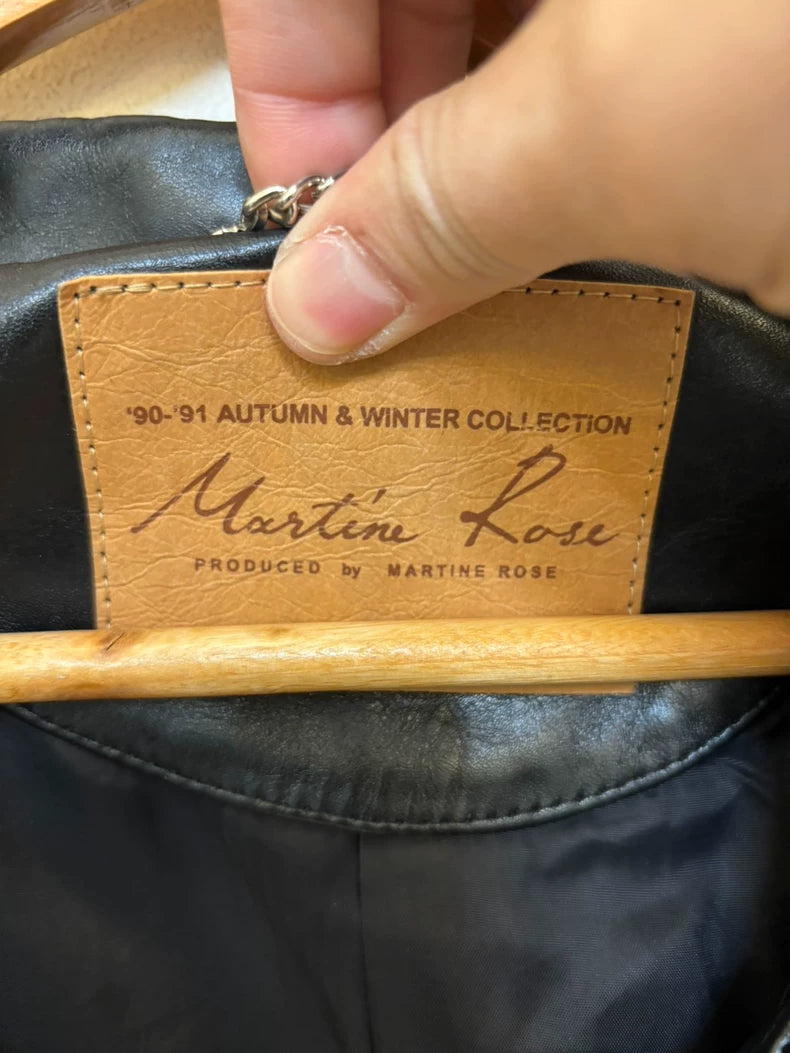 '90-'91 AUTUMN & WINTER COLLECTION
Martine Rose
PRODUCED by MARTINE ROSE